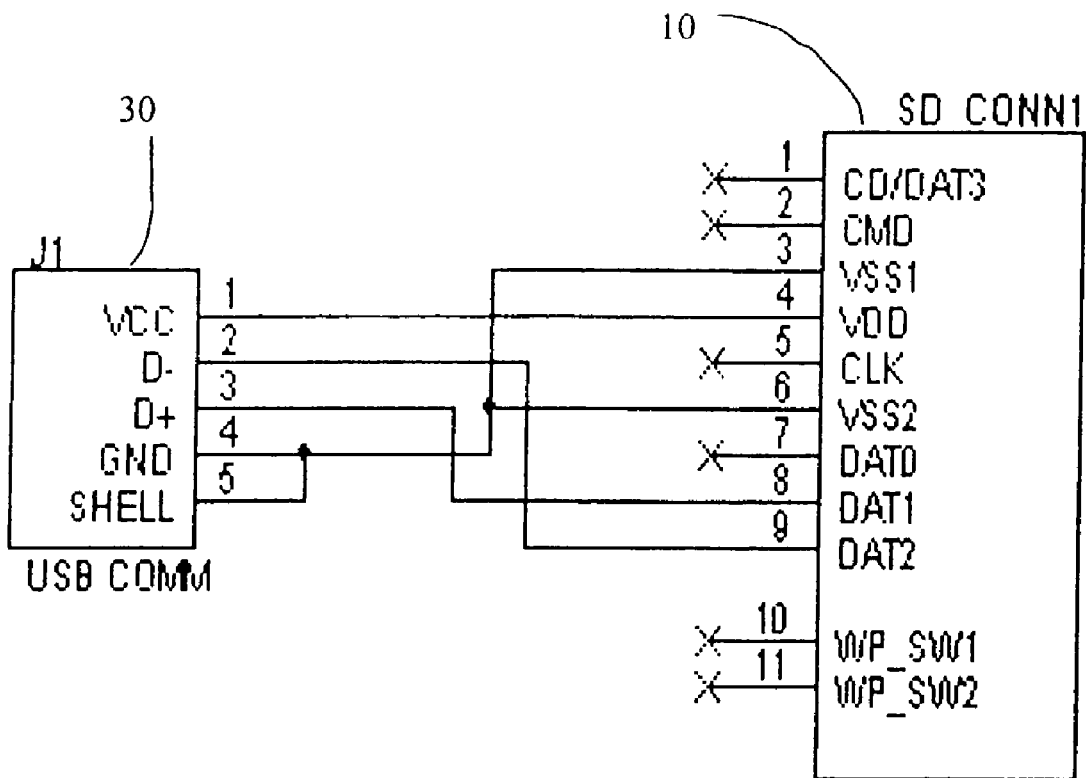 10
30
SD CONN1
1 CD/DAT3
2 CMD
3 VSS1
4 VDD
5 CLK
6 VSS2
7 DAT0
8 DAT1
9 DAT2
10 WP_SW1
11 WP_SW2
J1
VCC 1
D- 2
D+ 3
GND 4
SHELL 5
USB COMM